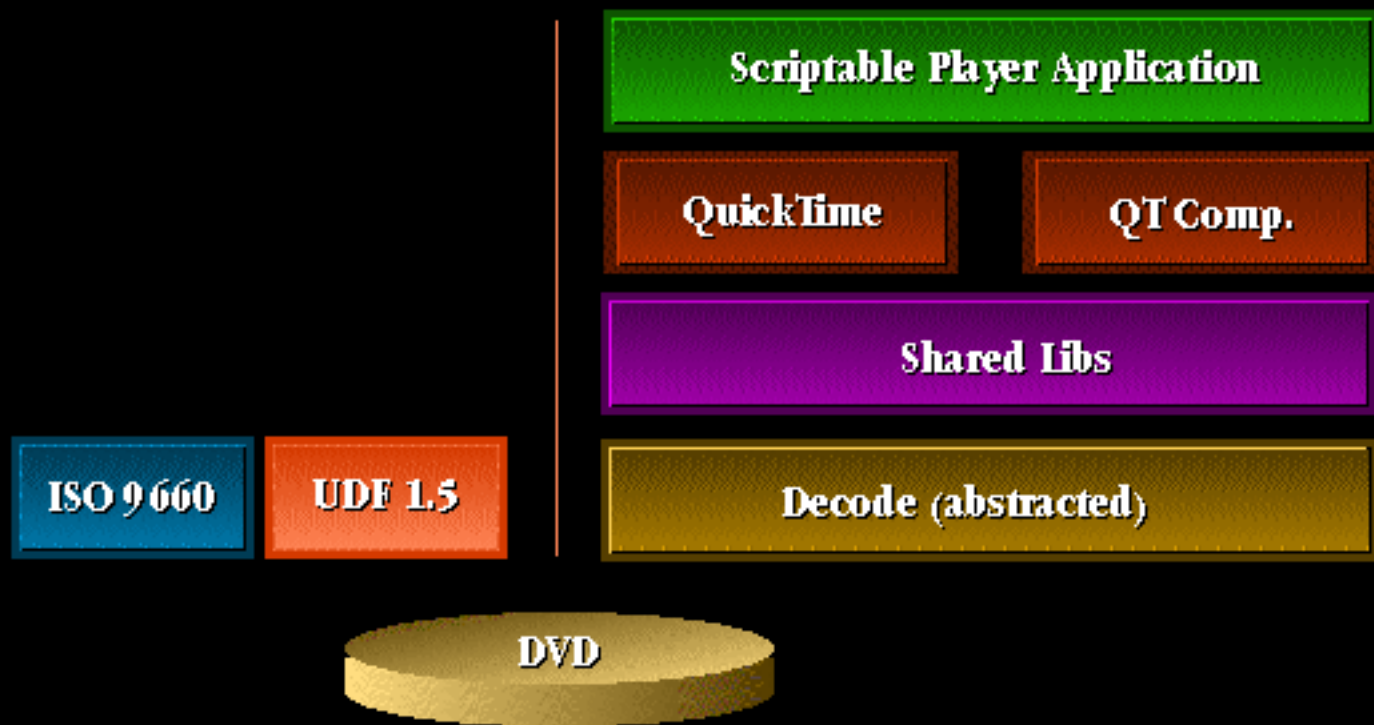 Scriptable Player Application
QuickTime
QT Comp.
Shared Libs
ISO 9660
UDF 1.5
Decode (abstracted)
DVD